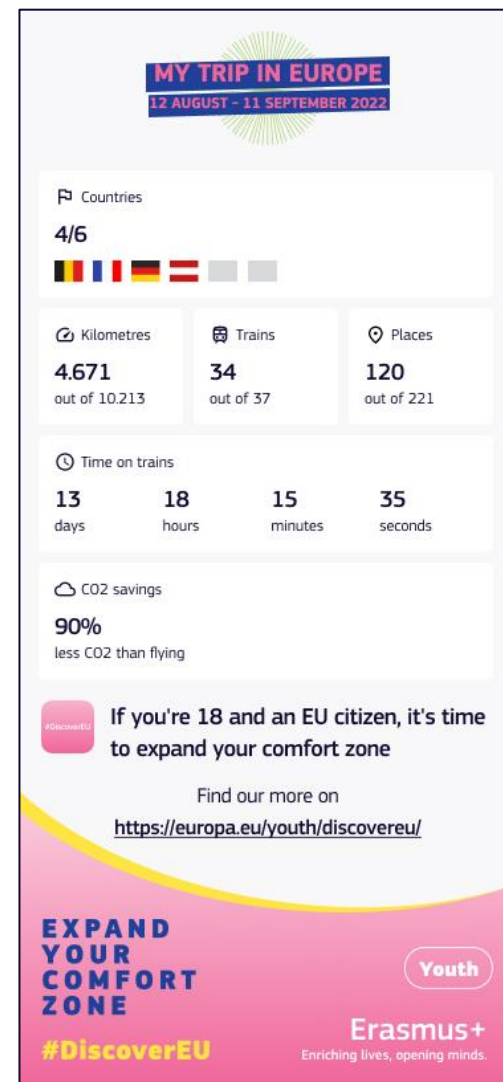 MY TRIP IN EUROPE
12 AUGUST - 11 SEPTEMBER 2022
Countries
4/6
Kilometres
4.671
out of 10.213
Trains
34
out of 37
Places
120
out of 221
Time on trains
13
days
18
hours
15
minutes
35
seconds
CO2 savings
90%
less CO2 than flying
#DiscoverEU
If you're 18 and an EU citizen, it's time
to expand your comfort zone
Find our more on
https://europa.eu/youth/discovereu/
EXPAND
YOUR
COMFORT
ZONE
#DiscoverEU
Youth
Erasmus+
Enriching lives, opening minds.